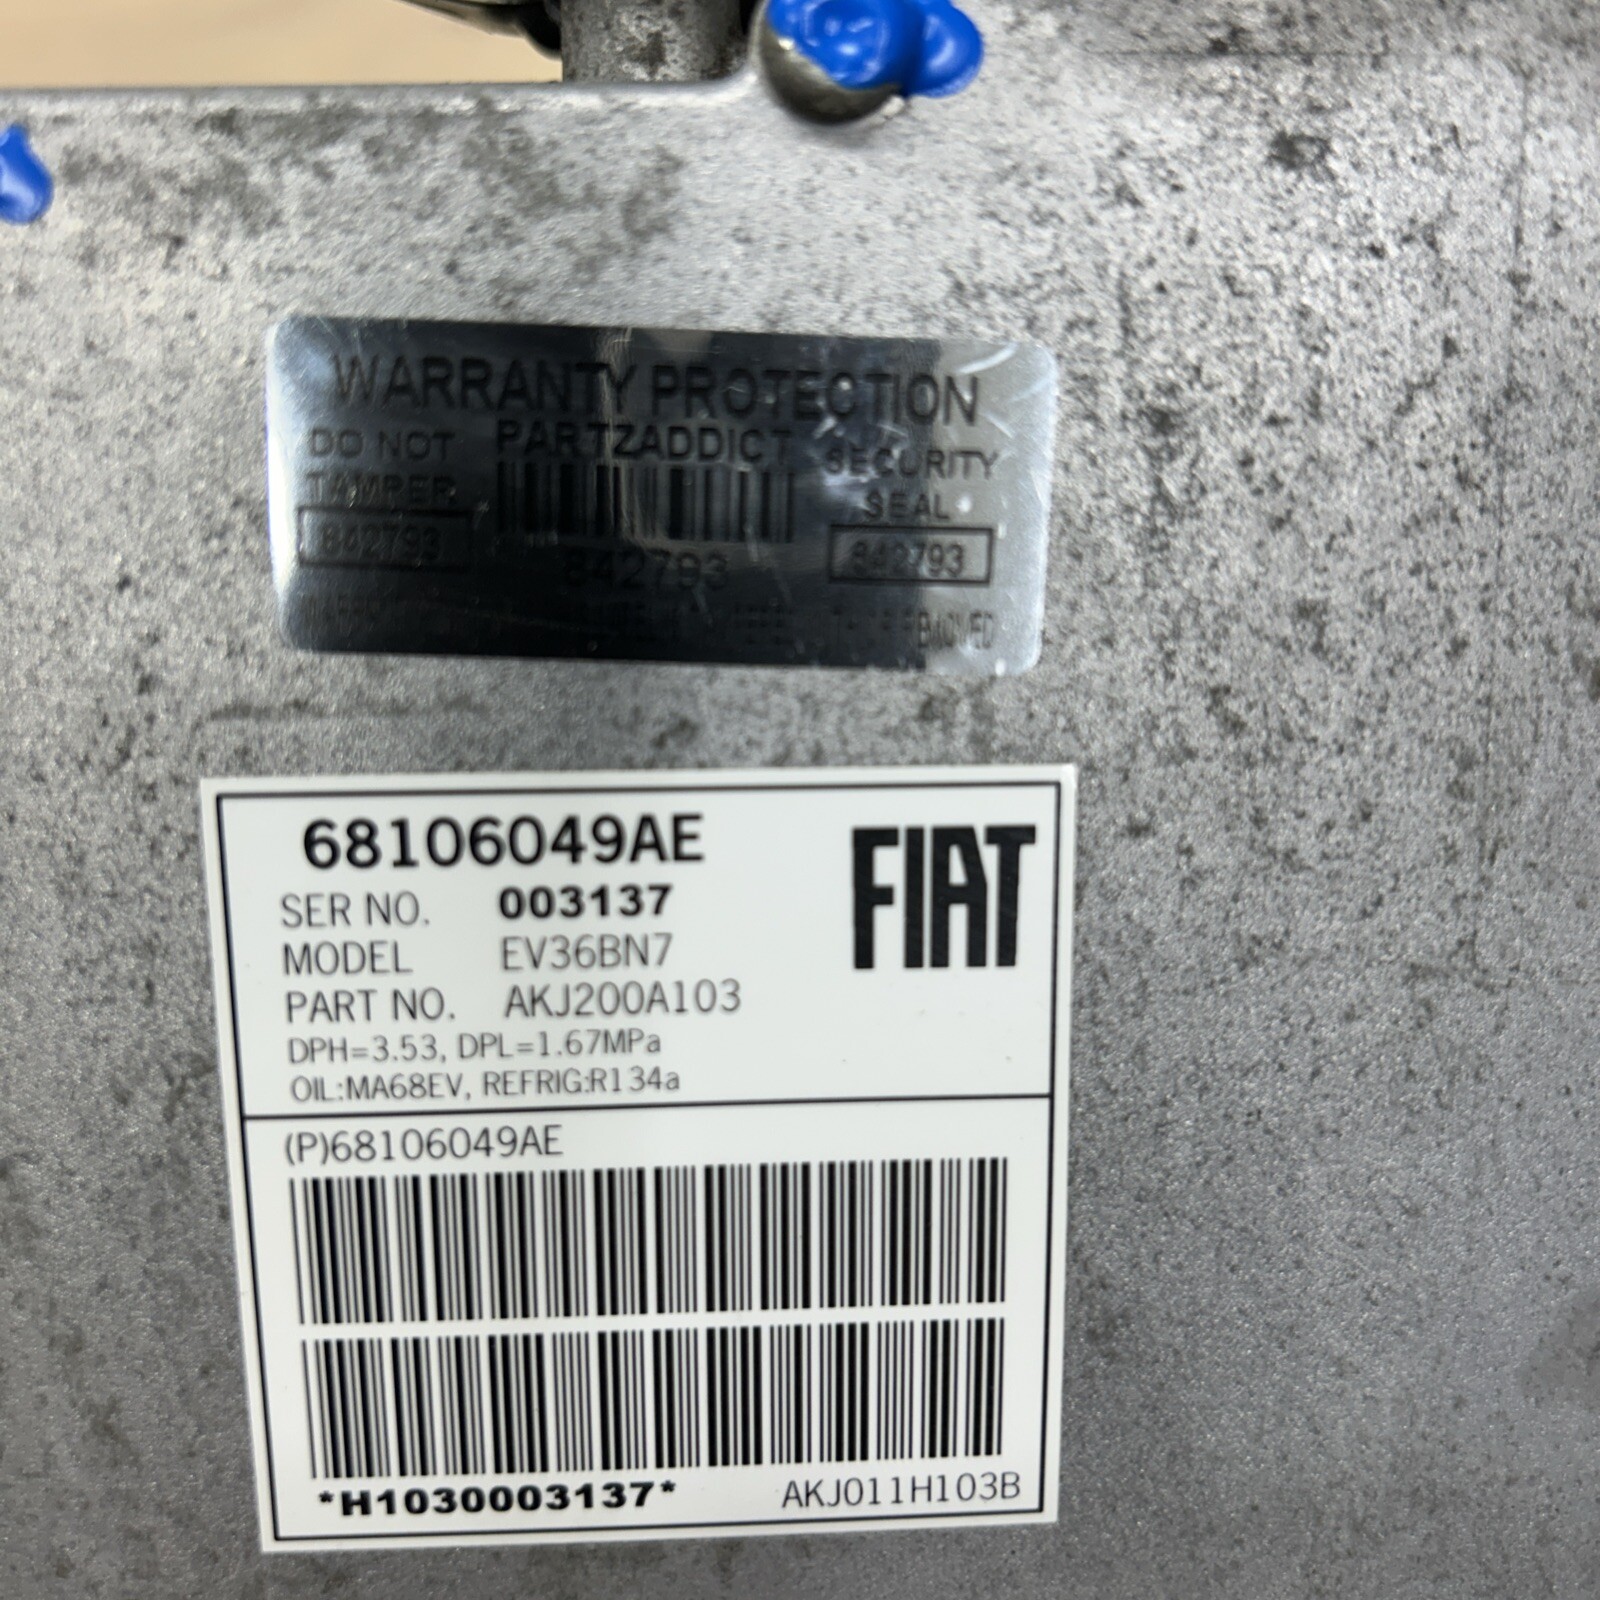 WARRANTY PROTECTION
DO NOT TAMPER
PARTZADDICT
SECURITY SEAL
842793
842793
842793
REMOVED
68106049AE
FIAT
SER NO. 003137
MODEL EV36BN7
PART NO. AKJ200A103
DPH=3.53, DPL=1.67MPa
OIL:MA68EV, REFRIG:R134a
(P)68106049AE
*H1030003137*
AKJ011H103B